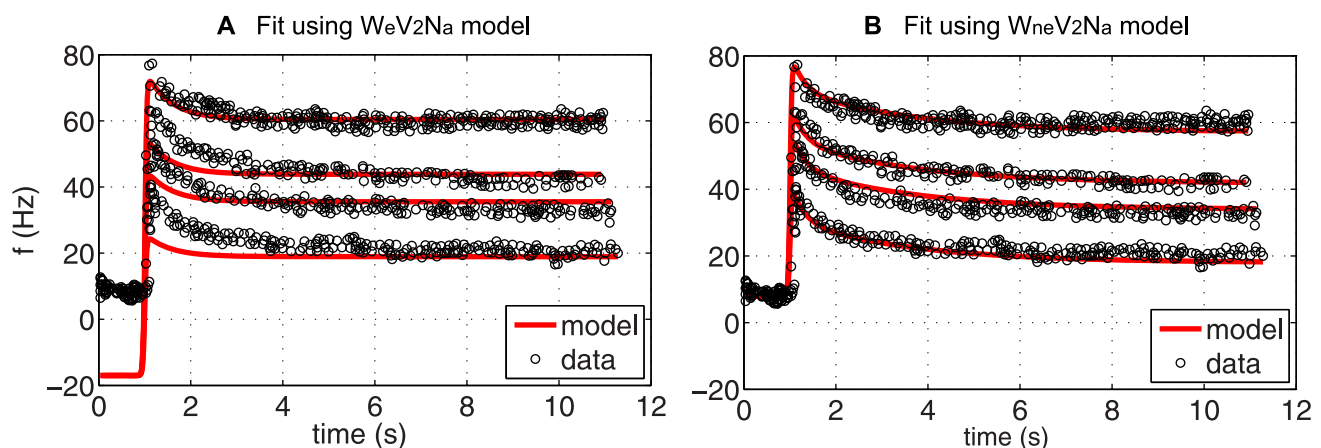 A Fit using WeV2Na model
80
60
40
20
0
−20
f (Hz)
0 2 4 6 8 10 12
time (s)
model
data
B Fit using WneV2Na model
80
60
40
20
0
−20
0 2 4 6 8 10 12
time (s)
model
data